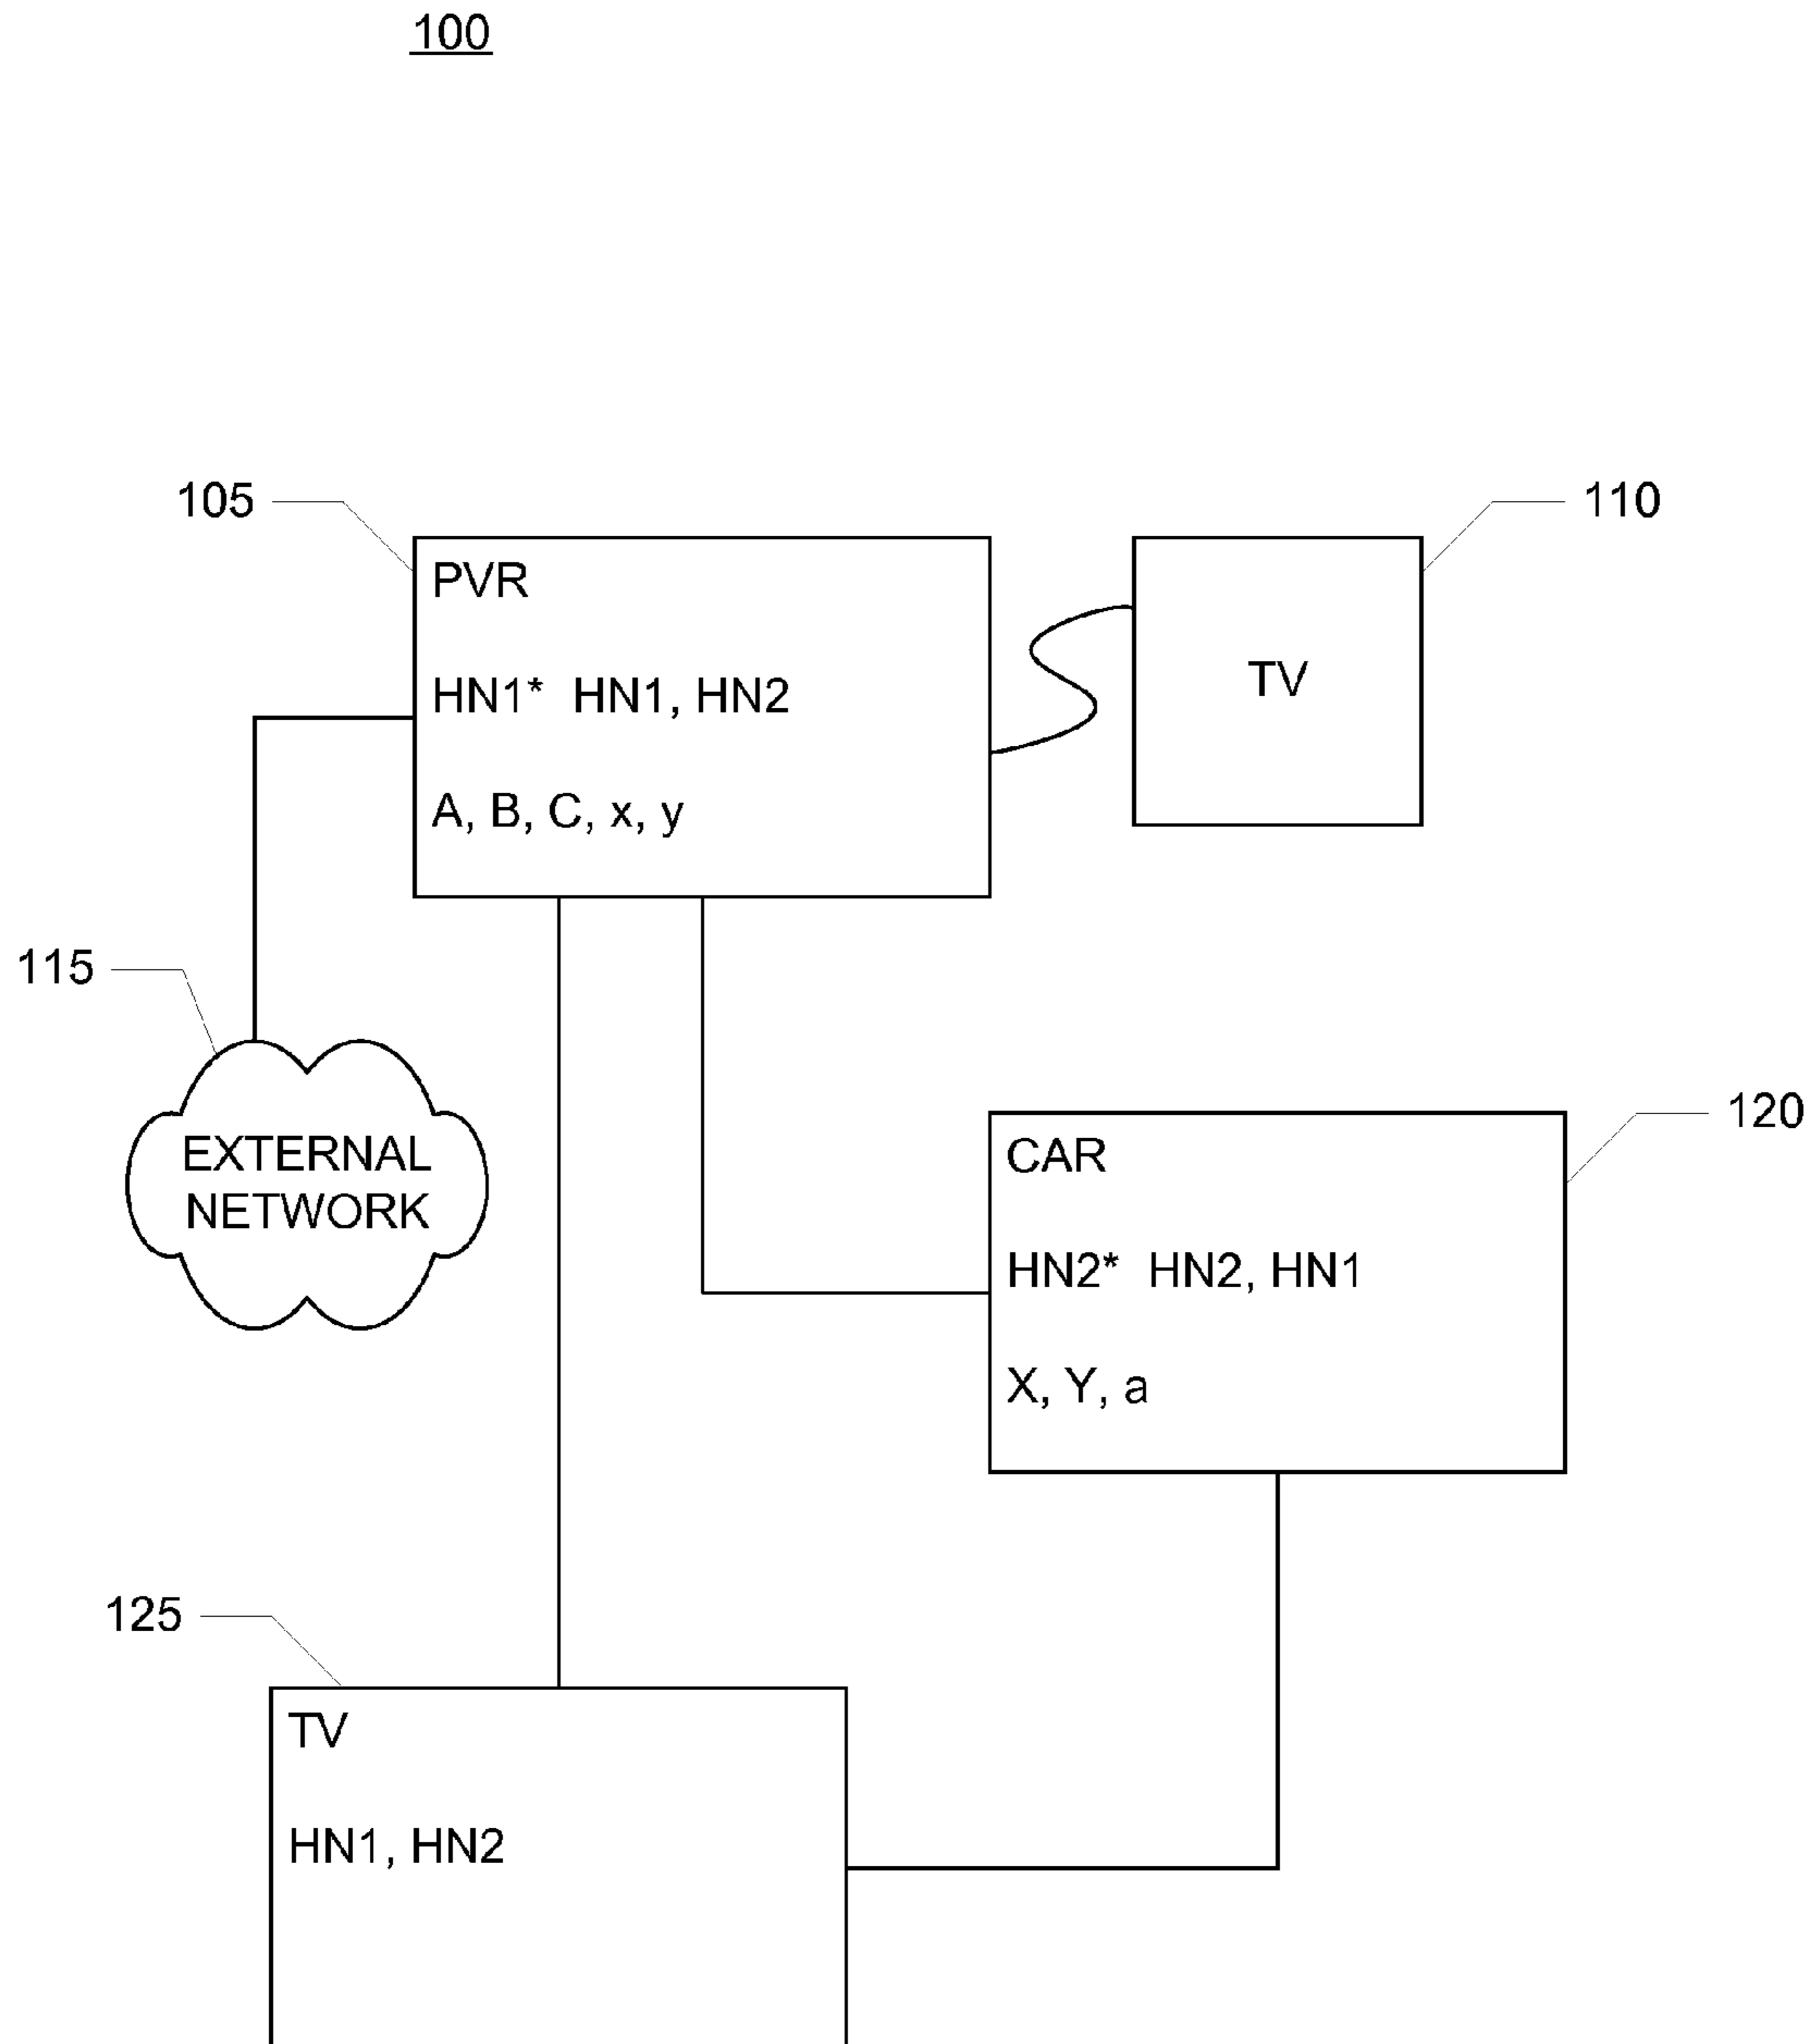 100
105
110
PVR
HN1* HN1, HN2
A, B, C, x, y
TV
115
EXTERNAL
NETWORK
120
CAR
HN2* HN2, HN1
X, Y, a
125
TV
HN1, HN2